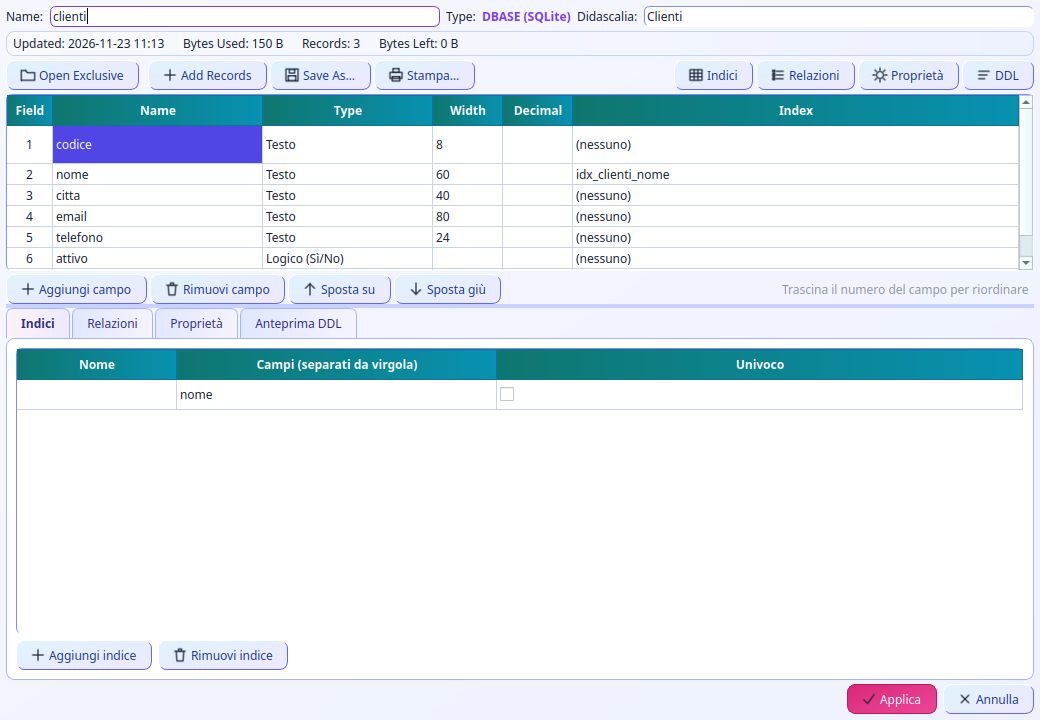 Name: clienti Type: DBASE (SQLite) Didascalia: Clienti
Updated: 2026-11-23 11:13 Bytes Used: 150 B Records: 3 Bytes Left: 0 B
Open Exclusive Add Records Save As... Stampa... Indici Relazioni Proprietà DDL
Field Name Type Width Decimal Index
1 codice Testo 8 (nessuno)
2 nome Testo 60 idx_clienti_nome
3 citta Testo 40 (nessuno)
4 email Testo 80 (nessuno)
5 telefono Testo 24 (nessuno)
6 attivo Logico (Sì/No) (nessuno)
Aggiungi campo Rimuovi campo Sposta su Sposta giù Trascina il numero del campo per riordinare
Indici Relazioni Proprietà Anteprima DDL
Nome Campi (separati da virgola) Univoco
nome
Aggiungi indice Rimuovi indice
Applica Annulla